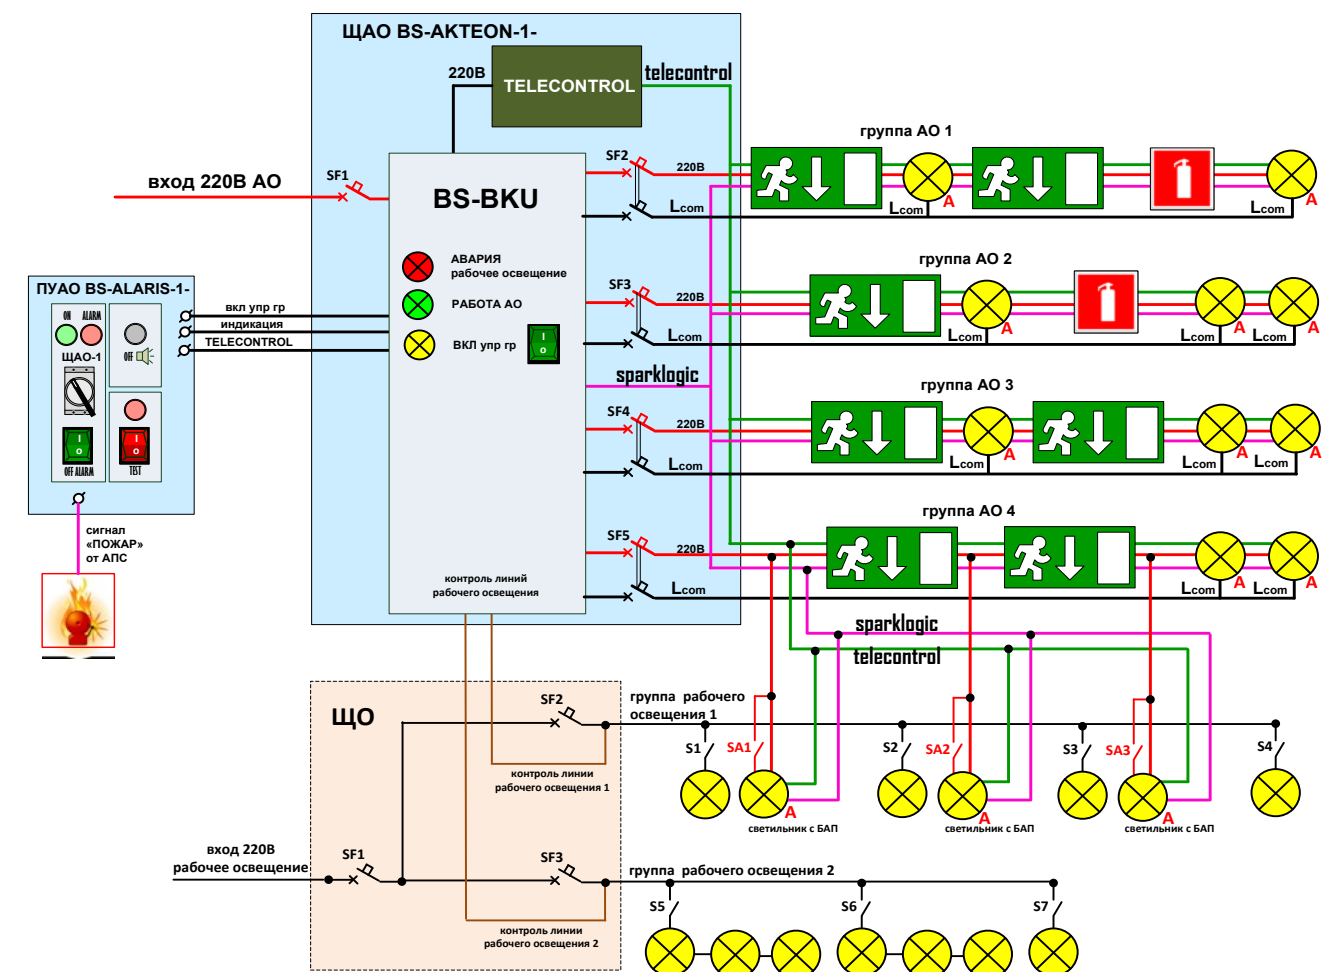 ЩАО BS-AKTEON-1-
220В
TELECONTROL
telecontrol
группа АО 1
SF1
вход 220В АО
BS-BKU
SF2
220В
Lcom
Lcom
A
Lcom
A
АВАРИЯ
рабочее освещение
РАБОТА АО
ВКЛ упр гр
I
o
группа АО 2
SF3
220В
Lcom
Lcom
A
Lcom
A
Lcom
A
ПУАО BS-ALARIS-1-
ON
ALARM
ЩАО-1
OFF
I
o
OFF ALARM
I
o
TEST
вкл упр гр
индикация
TELECONTROL
сигнал
«ПОЖАР»
от АПС
sparklogic
группа АО 3
SF4
220В
Lcom
Lcom
A
Lcom
A
Lcom
A
группа АО 4
SF5
220В
Lcom
Lcom
A
Lcom
A
контроль линий
рабочего освещения
sparklogic
telecontrol
ЩО
SF2
группа рабочего
освещения 1
S1
SA1
S2
SA2
S3
SA3
S4
контроль линии
рабочего освещения 1
A
светильник с БАП
A
светильник с БАП
A
светильник с БАП
вход 220В
рабочее освещение
SF1
SF3
группа рабочего освещения 2
S5
S6
S7
контроль линии
рабочего освещения 2